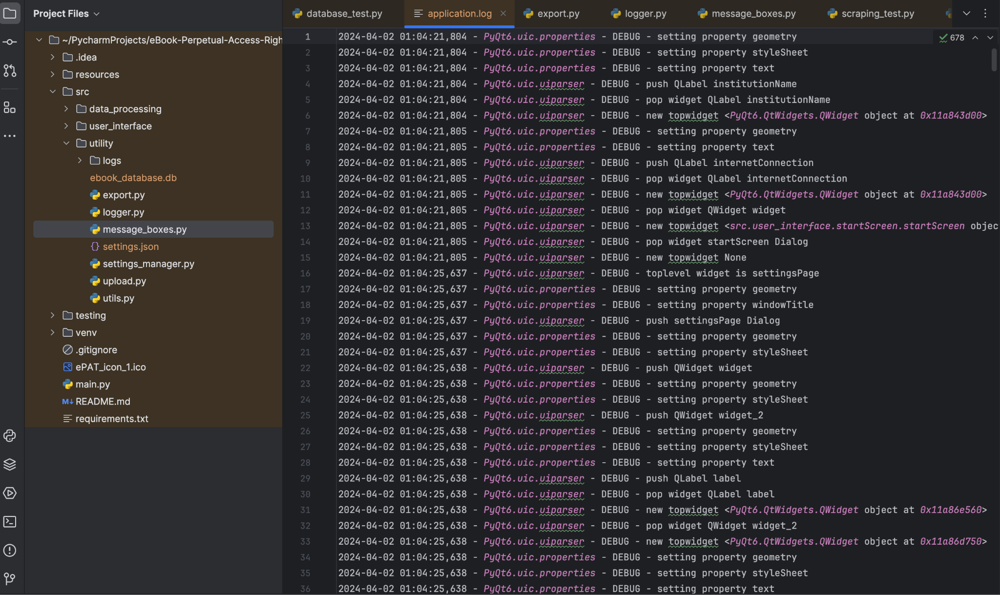 Project Files
~/PycharmProjects/eBook-Perpetual-Access-Righ
.idea
resources
src
data_processing
user_interface
utility
logs
ebook_database.db
export.py
logger.py
message_boxes.py
settings.json
settings_manager.py
upload.py
utils.py
testing
venv
.gitignore
ePAT_icon_1.ico
main.py
README.md
requirements.txt
database_test.py
application.log
export.py
logger.py
message_boxes.py
scraping_test.py
678
1 2024-04-02 01:04:21,804 - PyQt6.uic.properties - DEBUG - setting property geometry
2 2024-04-02 01:04:21,804 - PyQt6.uic.properties - DEBUG - setting property styleSheet
3 2024-04-02 01:04:21,804 - PyQt6.uic.properties - DEBUG - setting property text
4 2024-04-02 01:04:21,804 - PyQt6.uic.uiparser - DEBUG - push QLabel institutionName
5 2024-04-02 01:04:21,804 - PyQt6.uic.uiparser - DEBUG - pop widget QLabel institutionName
6 2024-04-02 01:04:21,804 - PyQt6.uic.uiparser - DEBUG - new topwidget <PyQt6.QtWidgets.QWidget object at 0x11a843d00>
7 2024-04-02 01:04:21,805 - PyQt6.uic.properties - DEBUG - setting property geometry
8 2024-04-02 01:04:21,805 - PyQt6.uic.properties - DEBUG - setting property text
9 2024-04-02 01:04:21,805 - PyQt6.uic.uiparser - DEBUG - push QLabel internetConnection
10 2024-04-02 01:04:21,805 - PyQt6.uic.uiparser - DEBUG - pop widget QLabel internetConnection
11 2024-04-02 01:04:21,805 - PyQt6.uic.uiparser - DEBUG - new topwidget <PyQt6.QtWidgets.QWidget object at 0x11a843d00>
12 2024-04-02 01:04:21,805 - PyQt6.uic.uiparser - DEBUG - pop widget QWidget widget
13 2024-04-02 01:04:21,805 - PyQt6.uic.uiparser - DEBUG - new topwidget <src.user_interface.startScreen.startScreen objec
14 2024-04-02 01:04:21,805 - PyQt6.uic.uiparser - DEBUG - pop widget startScreen Dialog
15 2024-04-02 01:04:21,805 - PyQt6.uic.uiparser - DEBUG - new topwidget None
16 2024-04-02 01:04:25,637 - PyQt6.uic.uiparser - DEBUG - toplevel widget is settingsPage
17 2024-04-02 01:04:25,637 - PyQt6.uic.properties - DEBUG - setting property geometry
18 2024-04-02 01:04:25,637 - PyQt6.uic.properties - DEBUG - setting property windowTitle
19 2024-04-02 01:04:25,637 - PyQt6.uic.uiparser - DEBUG - push settingsPage Dialog
20 2024-04-02 01:04:25,637 - PyQt6.uic.properties - DEBUG - setting property geometry
21 2024-04-02 01:04:25,637 - PyQt6.uic.properties - DEBUG - setting property styleSheet
22 2024-04-02 01:04:25,638 - PyQt6.uic.uiparser - DEBUG - push QWidget widget
23 2024-04-02 01:04:25,638 - PyQt6.uic.properties - DEBUG - setting property geometry
24 2024-04-02 01:04:25,638 - PyQt6.uic.properties - DEBUG - setting property styleSheet
25 2024-04-02 01:04:25,638 - PyQt6.uic.uiparser - DEBUG - push QWidget widget_2
26 2024-04-02 01:04:25,638 - PyQt6.uic.properties - DEBUG - setting property geometry
27 2024-04-02 01:04:25,638 - PyQt6.uic.properties - DEBUG - setting property styleSheet
28 2024-04-02 01:04:25,638 - PyQt6.uic.properties - DEBUG - setting property text
29 2024-04-02 01:04:25,638 - PyQt6.uic.uiparser - DEBUG - push QLabel label
30 2024-04-02 01:04:25,638 - PyQt6.uic.uiparser - DEBUG - pop widget QLabel label
31 2024-04-02 01:04:25,638 - PyQt6.uic.uiparser - DEBUG - new topwidget <PyQt6.QtWidgets.QWidget object at 0x11a86e560>
32 2024-04-02 01:04:25,638 - PyQt6.uic.uiparser - DEBUG - pop widget QWidget widget_2
33 2024-04-02 01:04:25,638 - PyQt6.uic.uiparser - DEBUG - new topwidget <PyQt6.QtWidgets.QWidget object at 0x11a86d750>
34 2024-04-02 01:04:25,638 - PyQt6.uic.properties - DEBUG - setting property geometry
35 2024-04-02 01:04:25,638 - PyQt6.uic.properties - DEBUG - setting property styleSheet
36 2024-04-02 01:04:25,638 - PyQt6.uic.properties - DEBUG - setting property text